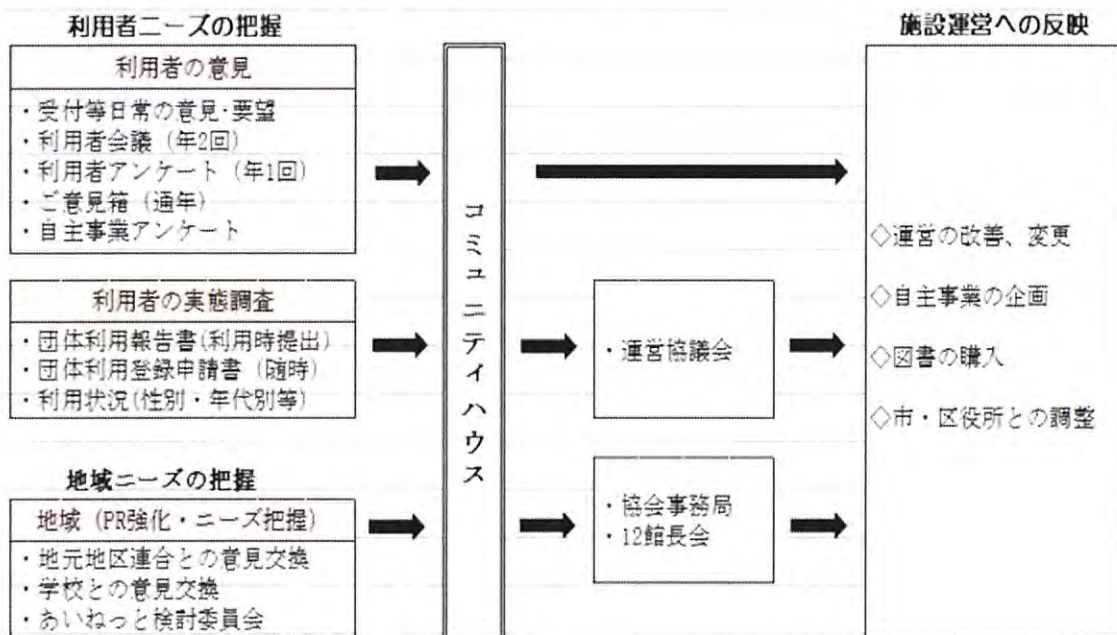 利用者ニーズの把握
利用者の意見
・受付等日常の意見・要望
・利用者会議（年2回）
・利用者アンケート（年1回）
・ご意見箱（通年）
・自主事業アンケート
利用者の実態調査
・団体利用報告書(利用時提出)
・団体利用登録申請書（随時）
・利用状況(性別・年代別等)
地域ニーズの把握
地域（PR強化・ニーズ把握）
・地元地区連合との意見交換
・学校との意見交換
・あいねっと検討委員会
コミュニティハウス
・運営協議会
・協会事務局
・12館長会
施設運営への反映
◇運営の改善、変更
◇自主事業の企画
◇図書の購入
◇市・区役所との調整